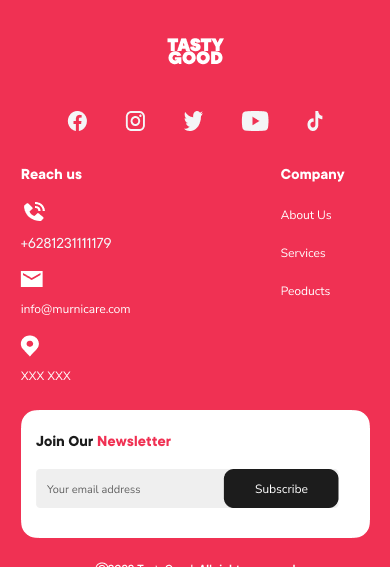 TASTY
GOOD
Reach us
+6281231111179
info@murnicare.com
XXX XXX
Company
About Us
Services
Peoducts
Join Our Newsletter
Your email address
Subscribe